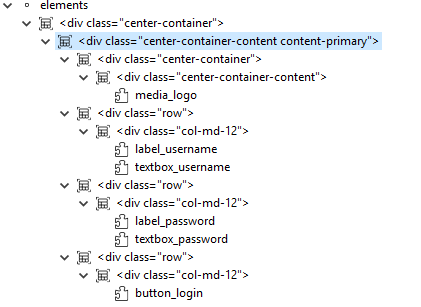 elements
<div class="center-container">
<div class="center-container-content content-primary">
<div class="center-container">
<div class="center-container-content">
media_logo
<div class="row">
<div class="col-md-12">
label_username
textbox_username
<div class="row">
<div class="col-md-12">
label_password
textbox_password
<div class="row">
<div class="col-md-12">
button_login